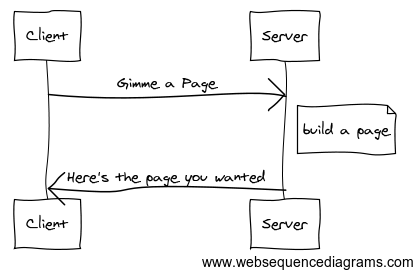 Client
Server
Gimme a Page
build a page
Here's the page you wanted
Client
Server
www.websequencediagrams.com